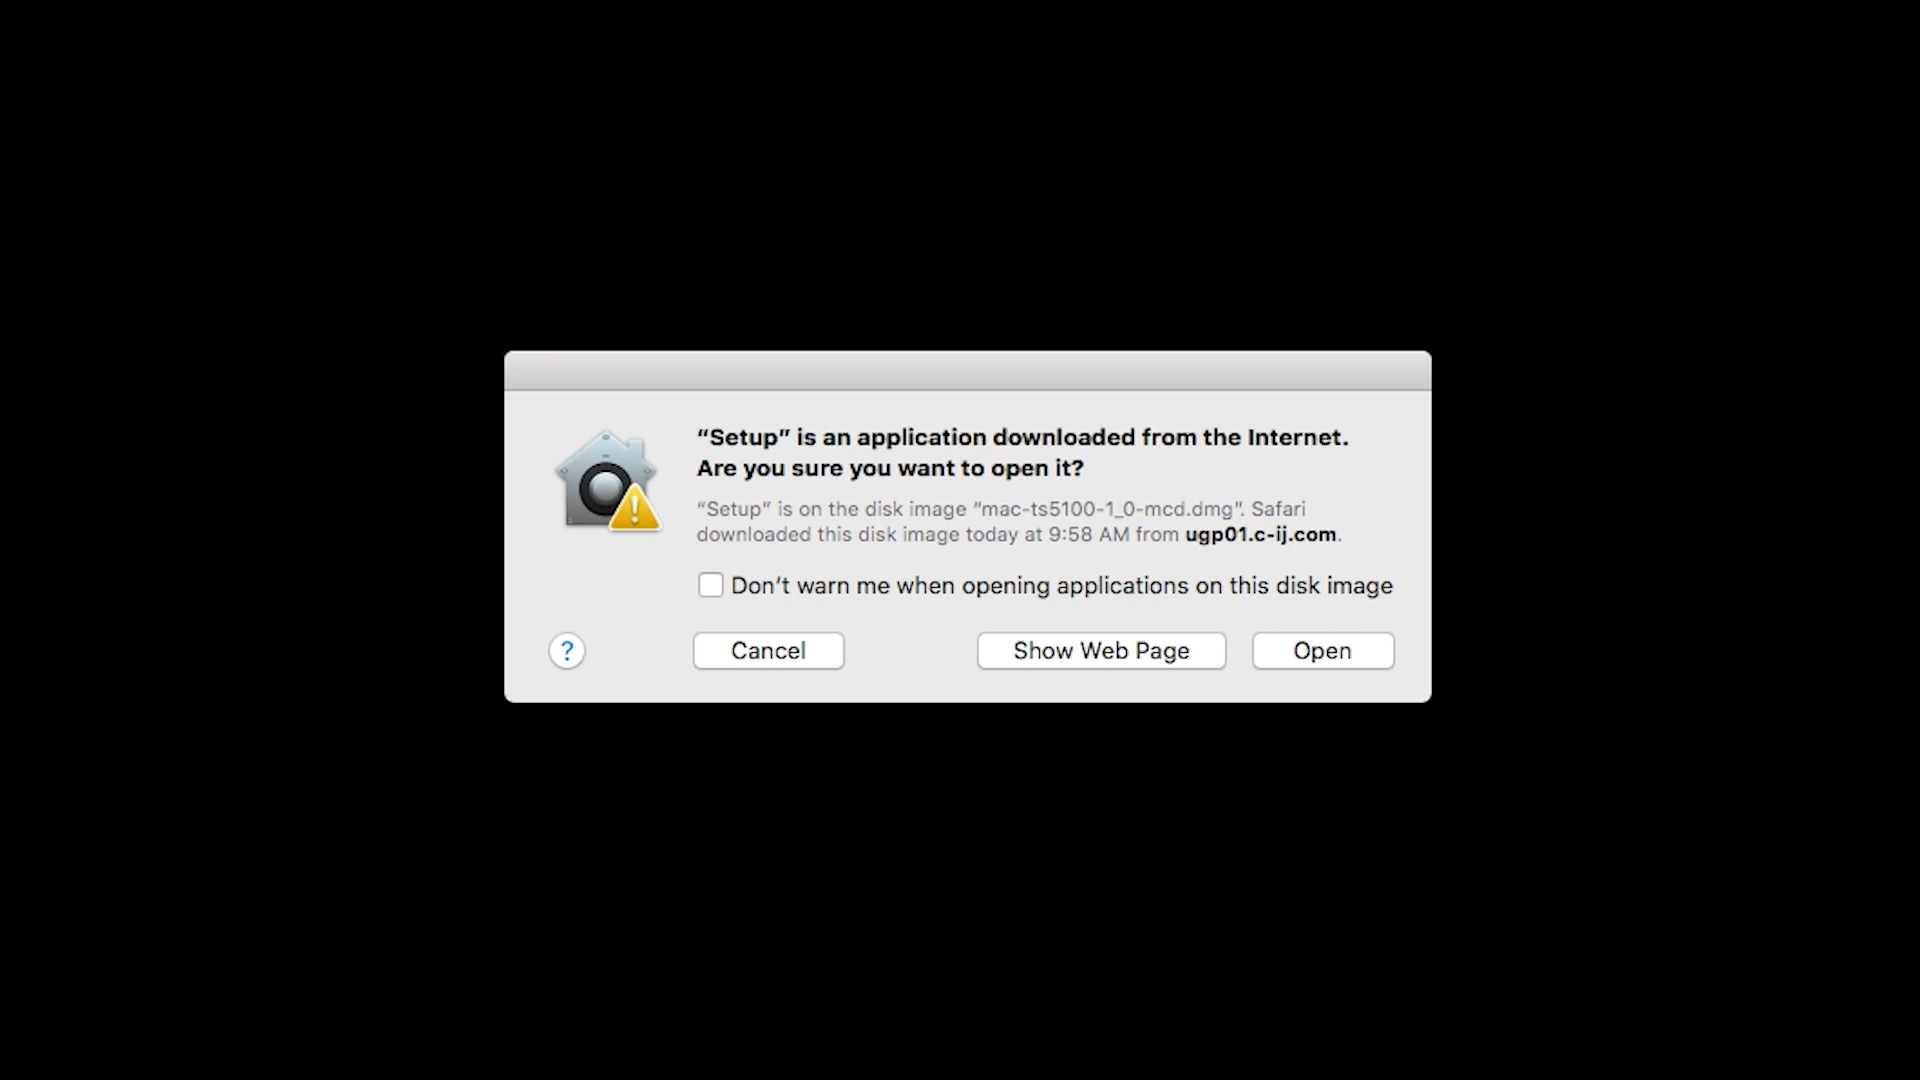 “Setup” is an application downloaded from the Internet.
Are you sure you want to open it?
“Setup” is on the disk image “mac-ts5100-1_0-mcd.dmg”. Safari
downloaded this disk image today at 9:58 AM from ugp01.c-ij.com.
Don’t warn me when opening applications on this disk image
? Cancel Show Web Page Open